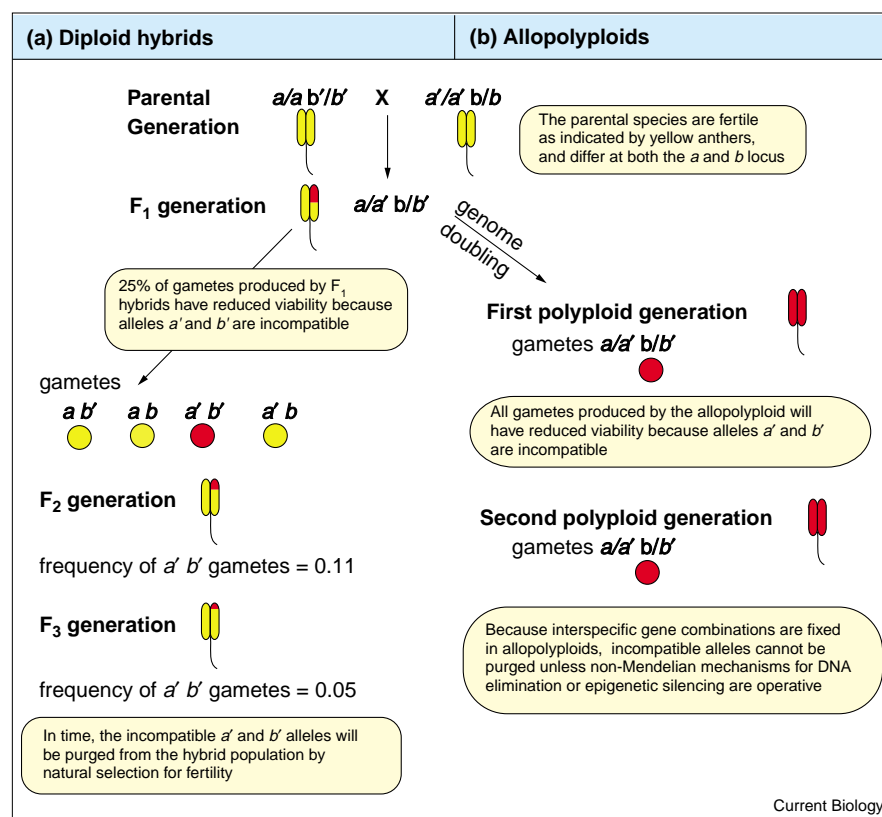 (a) Diploid hybrids
(b) Allopolyploids
Parental
Generation
a/a b′/b′ X a′/a′ b/b
The parental species are fertile
as indicated by yellow anthers,
and differ at both the a and b locus
F1 generation
a/a′ b/b′
genome
doubling
25% of gametes produced by F1
hybrids have reduced viability because
alleles a′ and b′ are incompatible
gametes
a b′ a b a′ b′ a′ b
F2 generation
frequency of a′ b′ gametes = 0.11
F3 generation
frequency of a′ b′ gametes = 0.05
In time, the incompatible a′ and b′ alleles will
be purged from the hybrid population by
natural selection for fertility
First polyploid generation
gametes a/a′ b/b′
All gametes produced by the allopolyploid will
have reduced viability because alleles a′ and b′
are incompatible
Second polyploid generation
gametes a/a′ b/b′
Because interspecific gene combinations are fixed
in allopolyploids, incompatible alleles cannot be
purged unless non-Mendelian mechanisms for DNA
elimination or epigenetic silencing are operative
Current Biology